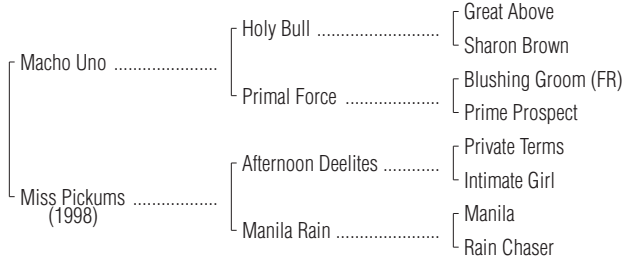 Great Above
Holy Bull ........................
Sharon Brown
Macho Uno ....................
Blushing Groom (FR)
Primal Force ..................
Prime Prospect
Private Terms
Afternoon Deelites ...........
Intimate Girl
Miss Pickums ................
(1998)
Manila
Manila Rain ....................
Rain Chaser